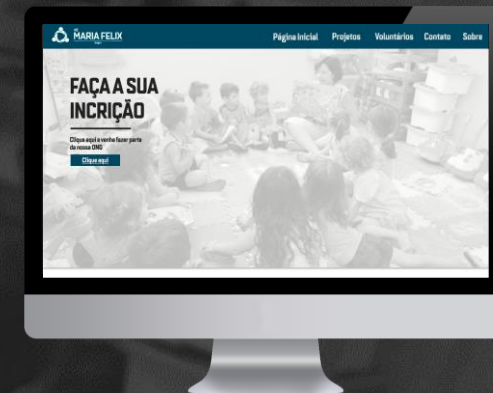 MARIA FELIX
Página Inicial Projetos Voluntários Contato Sobre
FAÇA A SUA
INCRIÇÃO
Clique aqui e venha fazer parte
da nossa ONG
Clique aqui